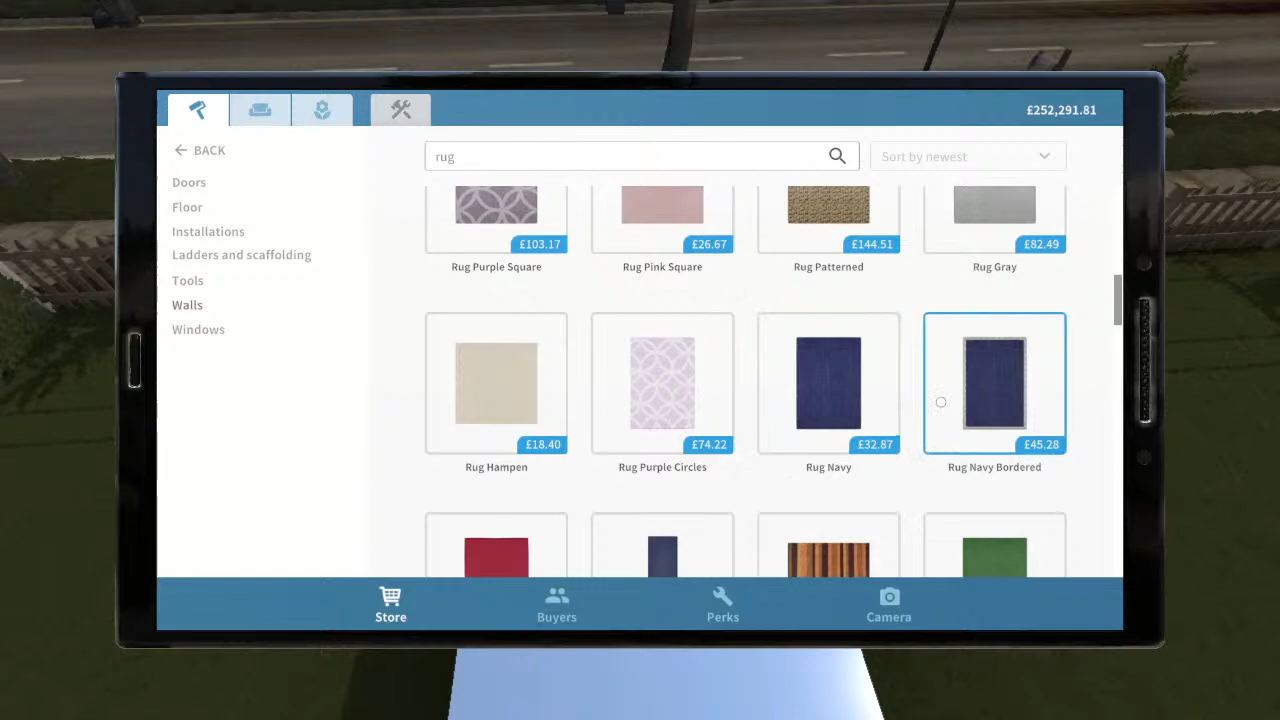 £252,291.81
BACK
rug
Sort by newest
Doors
Floor
Installations
Ladders and scaffolding
Tools
Walls
Windows
£103.17
£26.67
£144.51
£82.49
Rug Purple Square
Rug Pink Square
Rug Patterned
Rug Gray
£18.40
£74.22
£32.87
£45.28
Rug Hampen
Rug Purple Circles
Rug Navy
Rug Navy Bordered
Store
Buyers
Perks
Camera